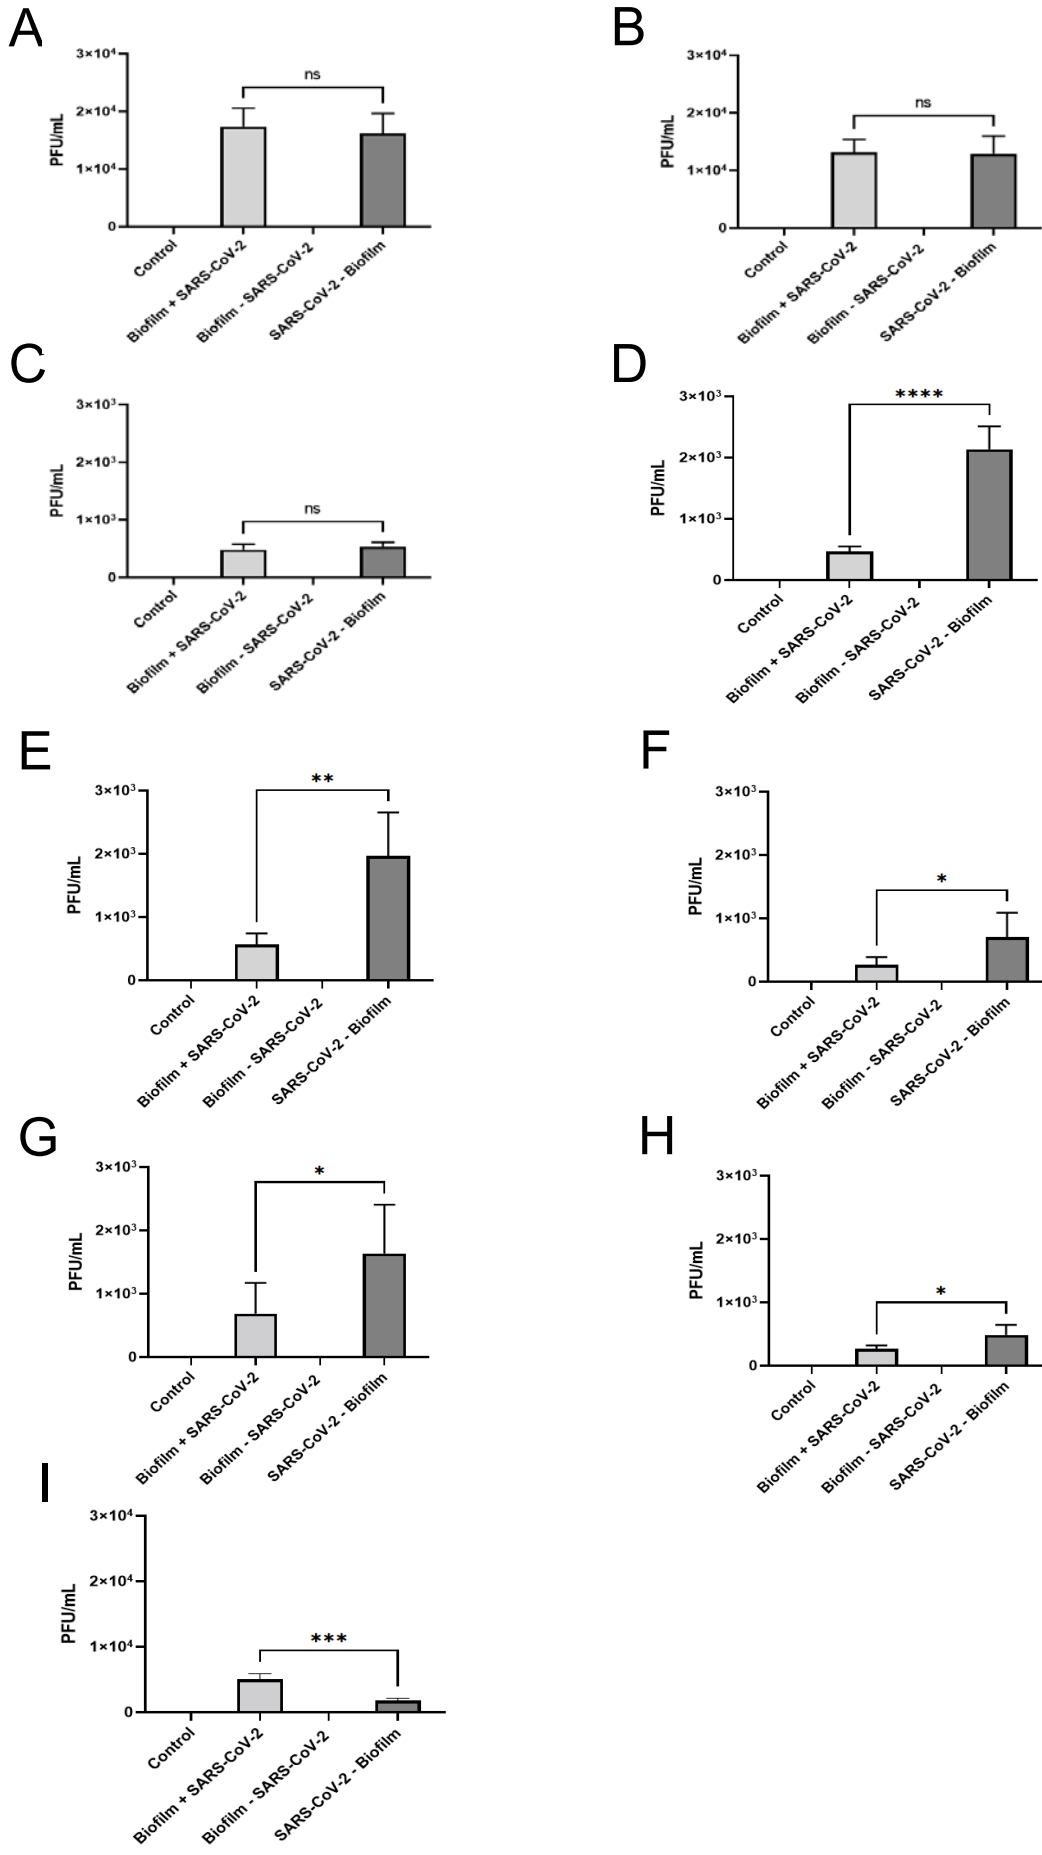 A
3×10⁴
2×10⁴
1×10⁴
0
PFU/mL
ns
Control
Biofilm + SARS-CoV-2
Biofilm - SARS-CoV-2
SARS-CoV-2 - Biofilm
B
3×10⁴
2×10⁴
1×10⁴
0
PFU/mL
ns
Control
Biofilm + SARS-CoV-2
Biofilm - SARS-CoV-2
SARS-CoV-2 - Biofilm
C
3×10³
2×10³
1×10³
0
PFU/mL
ns
Control
Biofilm + SARS-CoV-2
Biofilm - SARS-CoV-2
SARS-CoV-2 - Biofilm
D
3×10³
2×10³
1×10³
0
PFU/mL
****
Control
Biofilm + SARS-CoV-2
Biofilm - SARS-CoV-2
SARS-CoV-2 - Biofilm
E
3×10³
2×10³
1×10³
0
PFU/mL
**
Control
Biofilm + SARS-CoV-2
Biofilm - SARS-CoV-2
SARS-CoV-2 - Biofilm
F
3×10³
2×10³
1×10³
0
PFU/mL
*
Control
Biofilm + SARS-CoV-2
Biofilm - SARS-CoV-2
SARS-CoV-2 - Biofilm
G
3×10³
2×10³
1×10³
0
PFU/mL
*
Control
Biofilm + SARS-CoV-2
Biofilm - SARS-CoV-2
SARS-CoV-2 - Biofilm
H
3×10³
2×10³
1×10³
0
PFU/mL
*
Control
Biofilm + SARS-CoV-2
Biofilm - SARS-CoV-2
SARS-CoV-2 - Biofilm
I
3×10⁴
2×10⁴
1×10⁴
0
PFU/mL
***
Control
Biofilm + SARS-CoV-2
Biofilm - SARS-CoV-2
SARS-CoV-2 - Biofilm